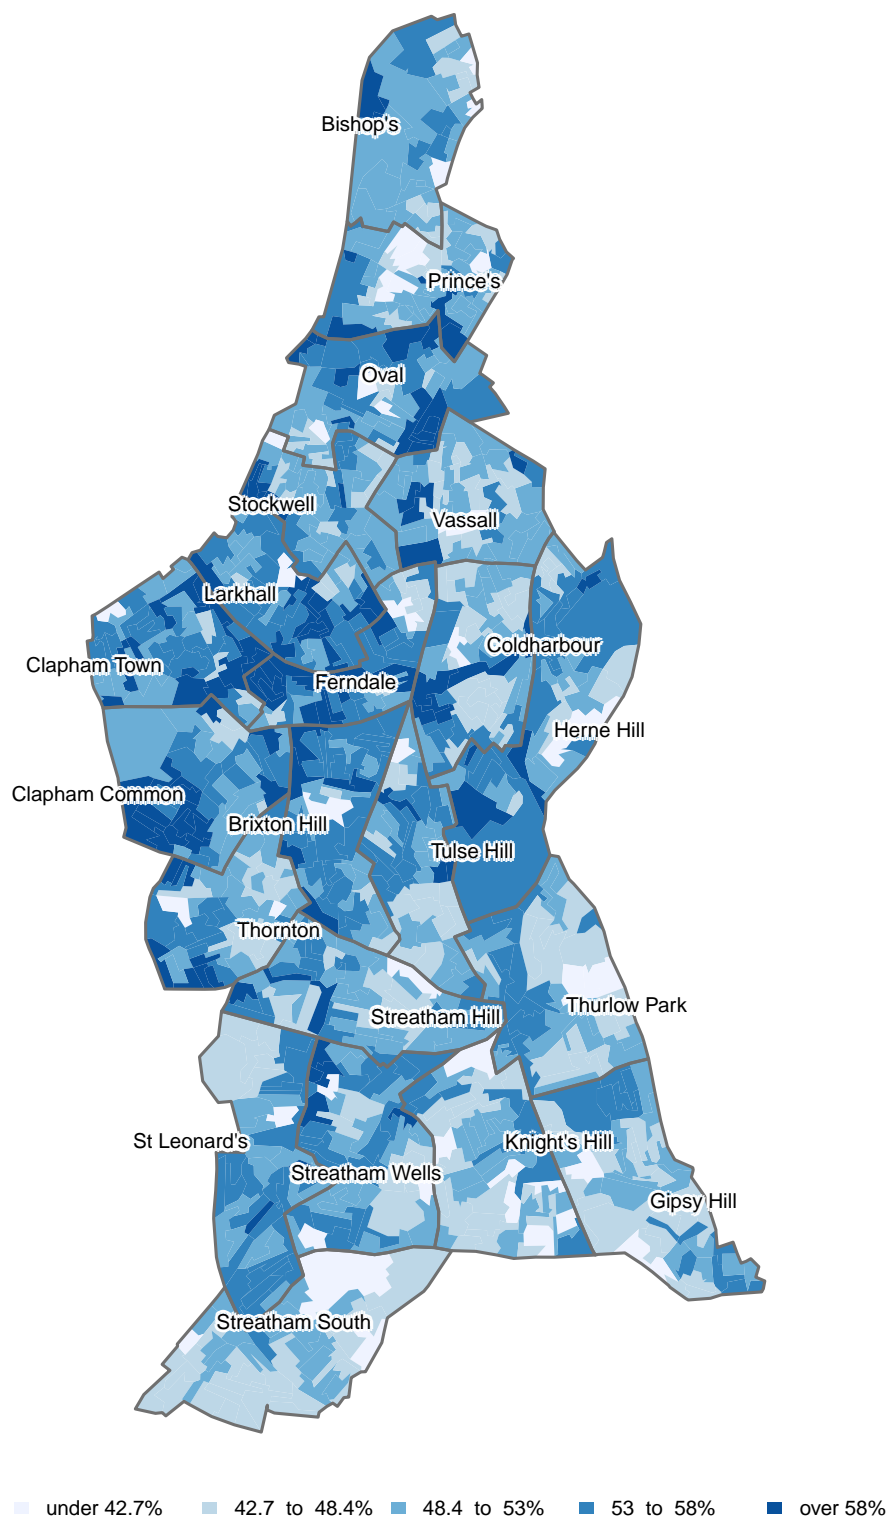 Bishop's
Prince's
Oval
Stockwell
Vassall
Larkhall
Coldharbour
Clapham Town
Ferndale
Herne Hill
Clapham Common
Brixton Hill
Tulse Hill
Thornton
Thurlow Park
Streatham Hill
St Leonard's
Knight's Hill
Streatham Wells
Gipsy Hill
Streatham South
under 42.7% 42.7 to 48.4% 48.4 to 53% 53 to 58% over 58%